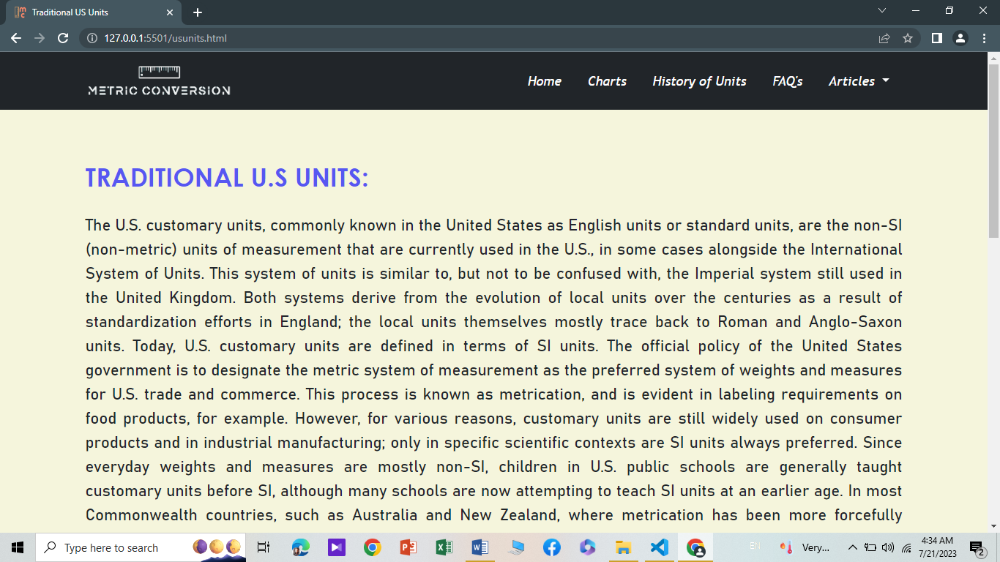 Traditional US Units
127.0.0.1:5501/usunits.html
METRIC CONVERSION
Home Charts History of Units FAQ's Articles
TRADITIONAL U.S UNITS:
The U.S. customary units, commonly known in the United States as English units or standard units, are the non-SI
(non-metric) units of measurement that are currently used in the U.S., in some cases alongside the International
System of Units. This system of units is similar to, but not to be confused with, the Imperial system still used in
the United Kingdom. Both systems derive from the evolution of local units over the centuries as a result of
standardization efforts in England; the local units themselves mostly trace back to Roman and Anglo-Saxon
units. Today, U.S. customary units are defined in terms of SI units. The official policy of the United States
government is to designate the metric system of measurement as the preferred system of weights and measures
for U.S. trade and commerce. This process is known as metrication, and is evident in labeling requirements on
food products, for example. However, for various reasons, customary units are still widely used on consumer
products and in industrial manufacturing; only in specific scientific contexts are SI units always preferred. Since
everyday weights and measures are mostly non-SI, children in U.S. public schools are generally taught
customary units before SI, although many schools are now attempting to teach SI units at an earlier age. In most
Commonwealth countries, such as Australia and New Zealand, where metrication has been more forcefully
Type here to search
EN
Very...
4:34 AM
7/21/2023
2